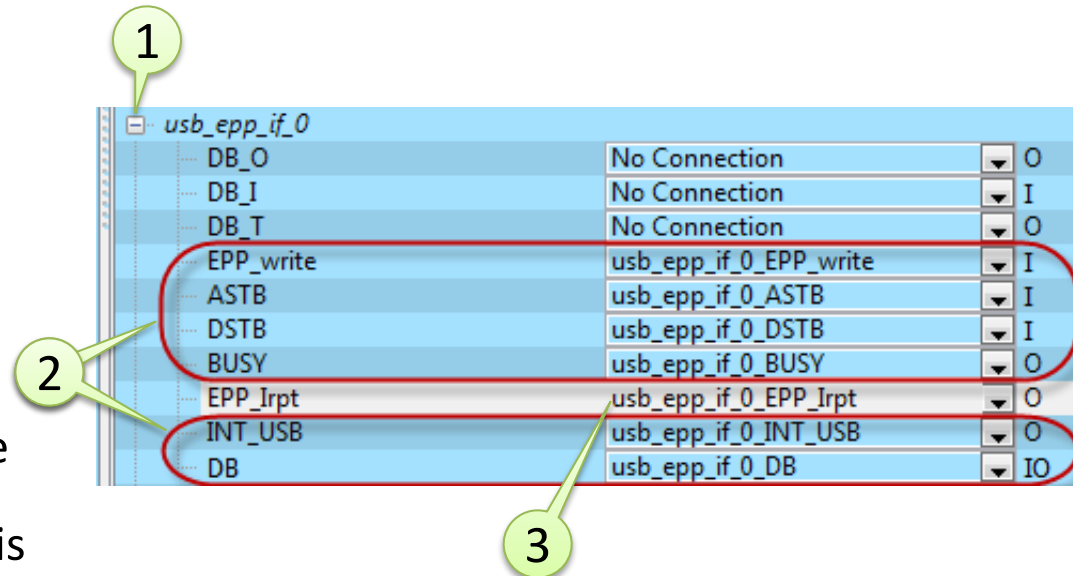 1
usb_epp_if_0
DB_O No Connection O
DB_I No Connection I
DB_T No Connection O
EPP_write usb_epp_if_0_EPP_write I
ASTB usb_epp_if_0_ASTB I
DSTB usb_epp_if_0_DSTB I
BUSY usb_epp_if_0_BUSY O
2
EPP_Irpt usb_epp_if_0_EPP_Irpt O
INT_USB usb_epp_if_0_INT_USB O
e
DB usb_epp_if_0_DB IO
is
3